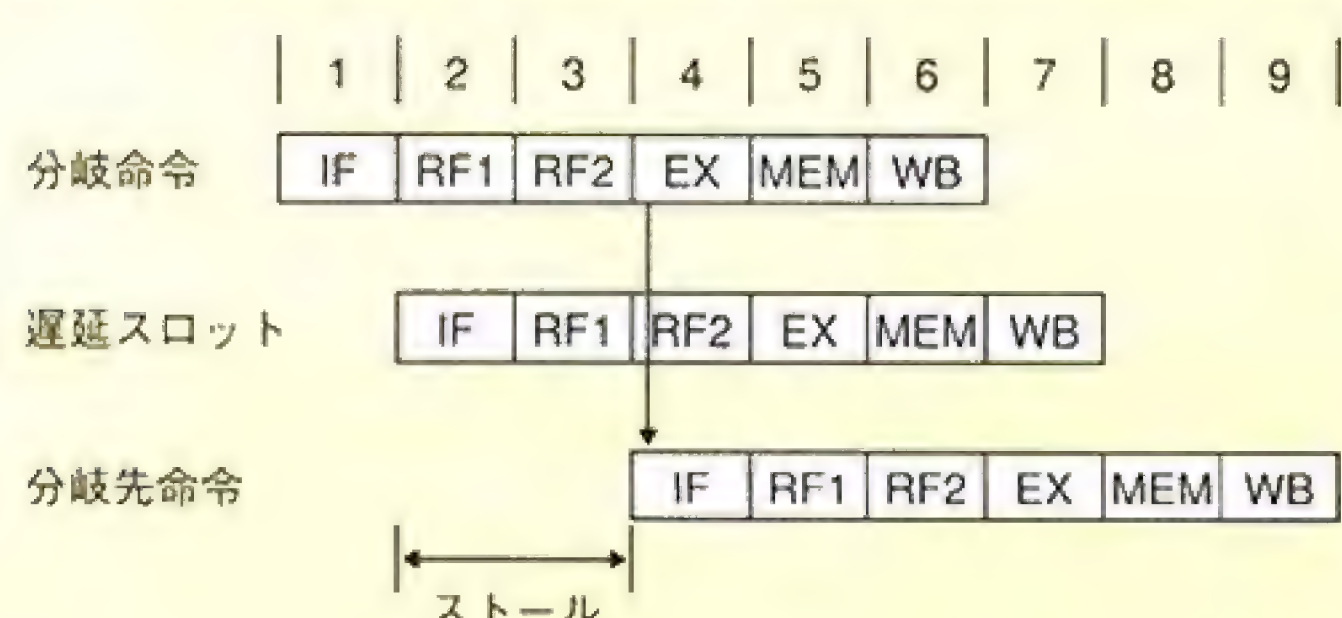 1 2 3 4 5 6 7 8 9
分岐命令 IF RF1 RF2 EX MEM WB
遅延スロット IF RF1 RF2 EX MEM WB
分岐先命令 IF RF1 RF2 EX MEM WB
ストール